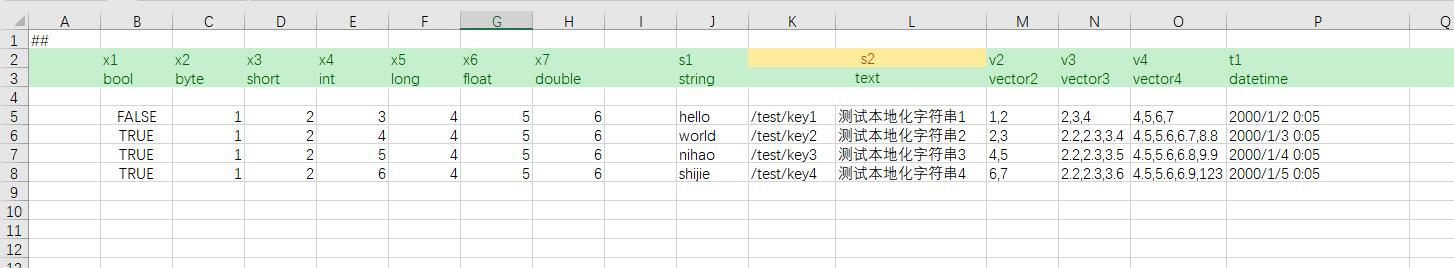 A B C D E F G H I J K L M N O P Q
1 ##
2 x1 x2 x3 x4 x5 x6 x7 s1 s2 v2 v3 v4 t1
3 bool byte short int long float double string text vector2 vector3 vector4 datetime
4
5 FALSE 1 2 3 4 5 6 hello /test/key1 测试本地化字符串1 1,2 2,3,4 4,5,6,7 2000/1/2 0:05
6 TRUE 1 2 4 4 5 6 world /test/key2 测试本地化字符串2 2,3 2.2,2.3,3.4 4.5,5.6,6.7,8.8 2000/1/3 0:05
7 TRUE 1 2 5 4 5 6 nihao /test/key3 测试本地化字符串3 4,5 2.2,2.3,3.5 4.5,5.6,6.8,9.9 2000/1/4 0:05
8 TRUE 1 2 6 4 5 6 shijie /test/key4 测试本地化字符串4 6,7 2.2,2.3,3.6 4.5,5.6,6.9,123 2000/1/5 0:05
9
10
11
12